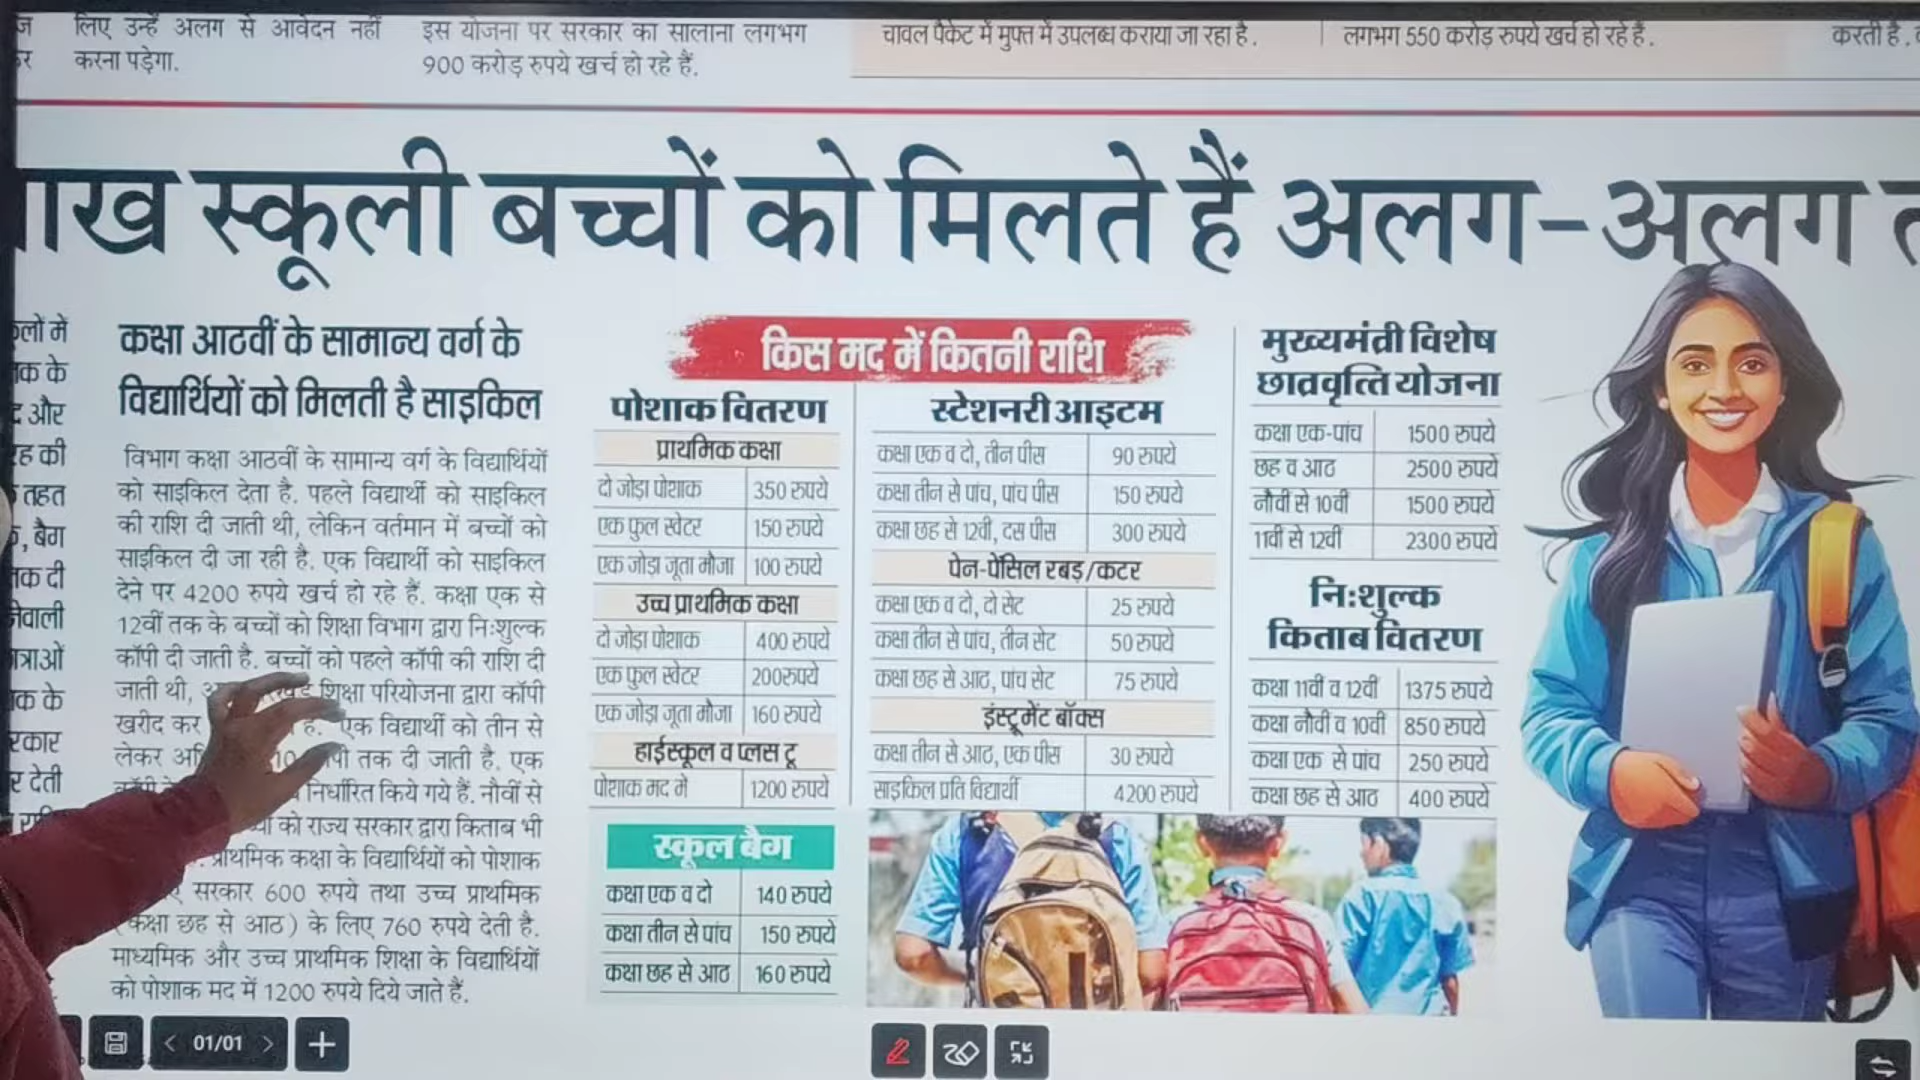 लिए उन्हें अलग से आवेदन नहीं
करना पड़ेगा.
इस योजना पर सरकार का सालाना लगभग
900 करोड़ रुपये खर्च हो रहे हैं.
चावल पैकेट में मुफ्त में उपलब्ध कराया जा रहा है.
लगभग 550 करोड़ रुपये खर्च हो रहे हैं.
करती है.
स्कूली बच्चों को मिलते हैं अलग-अलग
में
के
और
की
तहत
बैग
दी
के
देती
कक्षा आठवीं के सामान्य वर्ग के
विद्यार्थियों को मिलती है साइकिल
विभाग कक्षा आठवीं के सामान्य वर्ग के विद्यार्थियों
को साइकिल देता है. पहले विद्यार्थी को साइकिल
की राशि दी जाती थी, लेकिन वर्तमान में बच्चों को
साइकिल दी जा रही है. एक विद्यार्थी को साइकिल
देने पर 4200 रुपये खर्च हो रहे हैं. कक्षा एक से
12वीं तक के बच्चों को शिक्षा विभाग द्वारा निःशुल्क
कॉपी दी जाती है. बच्चों को पहले कॉपी की राशि दी
जाती थी, शिक्षा परियोजना द्वारा कॉपी
खरीद कर एक विद्यार्थी को तीन से
लेकर तक दी जाती है. एक
निर्धारित किये गये हैं. नौवीं से
को राज्य सरकार द्वारा किताब भी
प्राथमिक कक्षा के विद्यार्थियों को पोशाक
सरकार 600 रुपये तथा उच्च प्राथमिक
(कक्षा छह से आठ) के लिए 760 रुपये देती है.
माध्यमिक और उच्च प्राथमिक शिक्षा के विद्यार्थियों
को पोशाक मद में 1200 रुपये दिये जाते हैं.
किस मद में कितनी राशि
पोशाक वितरण
प्राथमिक कक्षा
दो जोड़ा पोशाक 350 रुपये
एक फुल स्वेटर 150 रुपये
एक जोड़ा जूता मौजा 100 रुपये
उच्च प्राथमिक कक्षा
दो जोड़ा पोशाक 400 रुपये
एक फुल स्वेटर 200रुपये
एक जोड़ा जूता मौजा 160 रुपये
हाईस्कूल व प्लस टू
पोशाक मद मे 1200 रुपये
स्कूल बैग
कक्षा एक व दो 140 रुपये
कक्षा तीन से पांच 150 रुपये
कक्षा छह से आठ 160 रुपये
स्टेशनरी आइटम
कक्षा एक व दो, तीन पीस 90 रुपये
कक्षा तीन से पांच, पांच पीस 150 रुपये
कक्षा छह से 12वी, दस पीस 300 रुपये
पेन-पेंसिल रबड़/कटर
कक्षा एक व दो, दो सेट 25 रुपये
कक्षा तीन से पांच, तीन सेट 50 रुपये
कक्षा छह से आठ, पांच सेट 75 रुपये
इंस्ट्रूमेंट बॉक्स
कक्षा तीन से आठ, एक पीस 30 रुपये
साइकिल प्रति विद्यार्थी 4200 रुपये
मुख्यमंत्री विशेष
छात्रवृत्ति योजना
कक्षा एक-पांच 1500 रुपये
छह व आठ 2500 रुपये
नौवी से 10वी 1500 रुपये
11वी से 12वी 2300 रुपये
निःशुल्क
किताब वितरण
कक्षा 11वीं व 12वीं 1375 रुपये
कक्षा नौवी व 10वी 850 रुपये
कक्षा एक से पांच 250 रुपये
कक्षा छह से आठ 400 रुपये
01/01